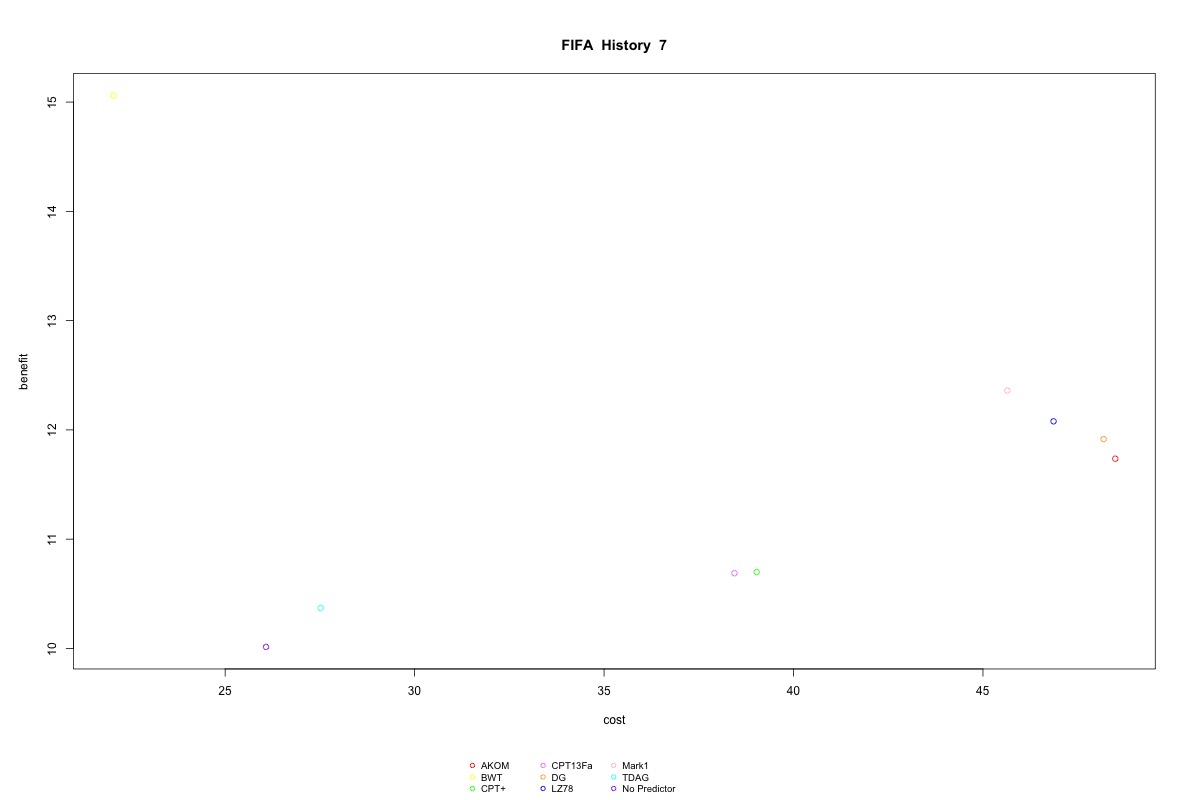 FIFA History 7
benefit
15
14
13
12
11
10
25 30 35 40 45
cost
AKOM CPT13Fa Mark1
BWT DG TDAG
CPT+ LZ78 No Predictor